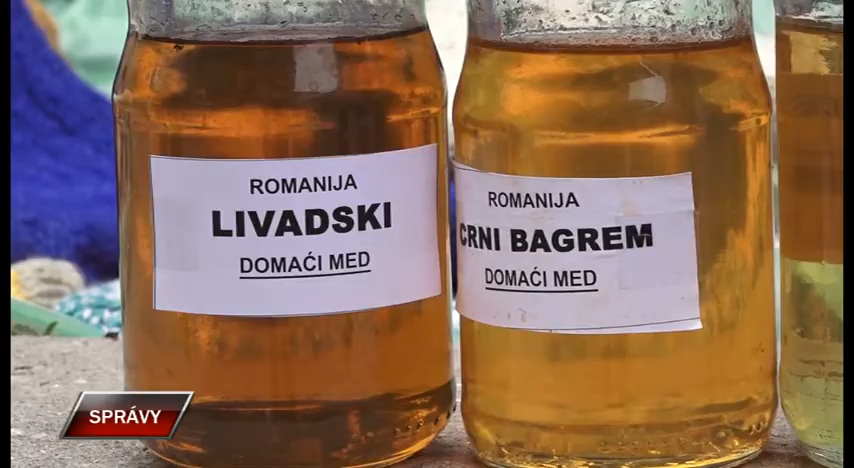 ROMANIJA
LIVADSKI
DOMAĆI MED
ROMANIJA
CRNI BAGREM
DOMAĆI MED
SPRÁVY